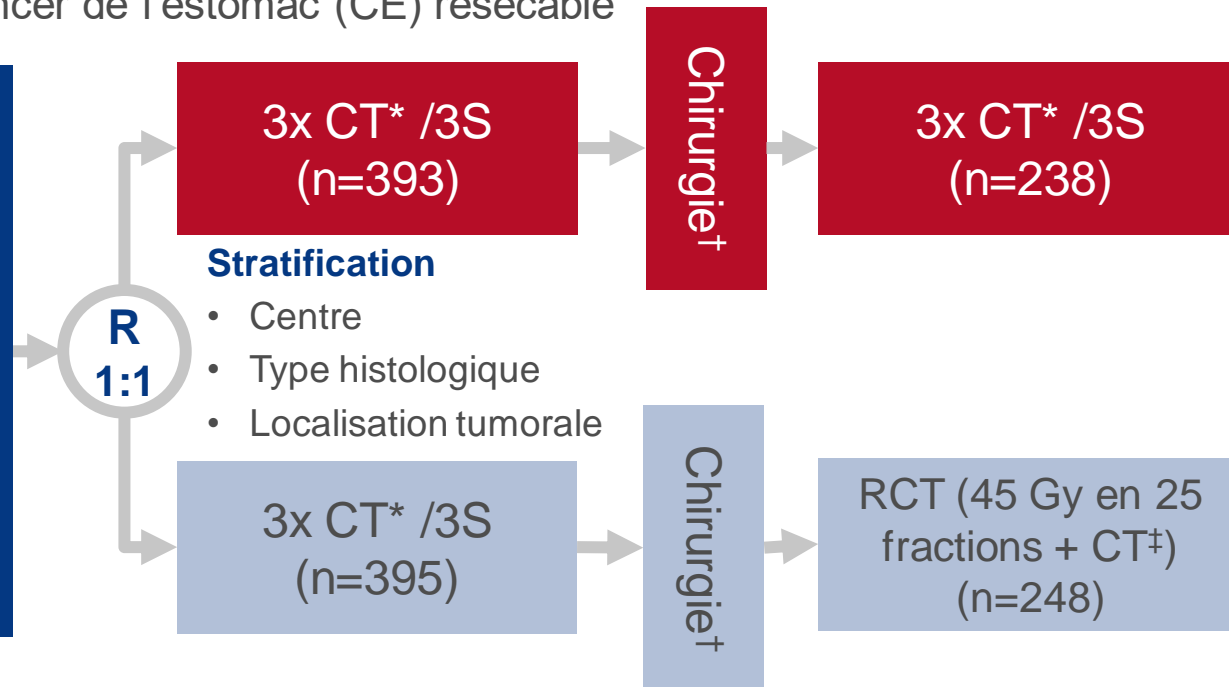 cancer de l'estomac (CE) résécable
3x CT* /3S
(n=393)
Chirurgie†
3x CT* /3S
(n=238)
Stratification
• Centre
• Type histologique
• Localisation tumorale
R
1:1
3x CT* /3S
(n=395)
Chirurgie†
RCT (45 Gy en 25
fractions + CT‡)
(n=248)